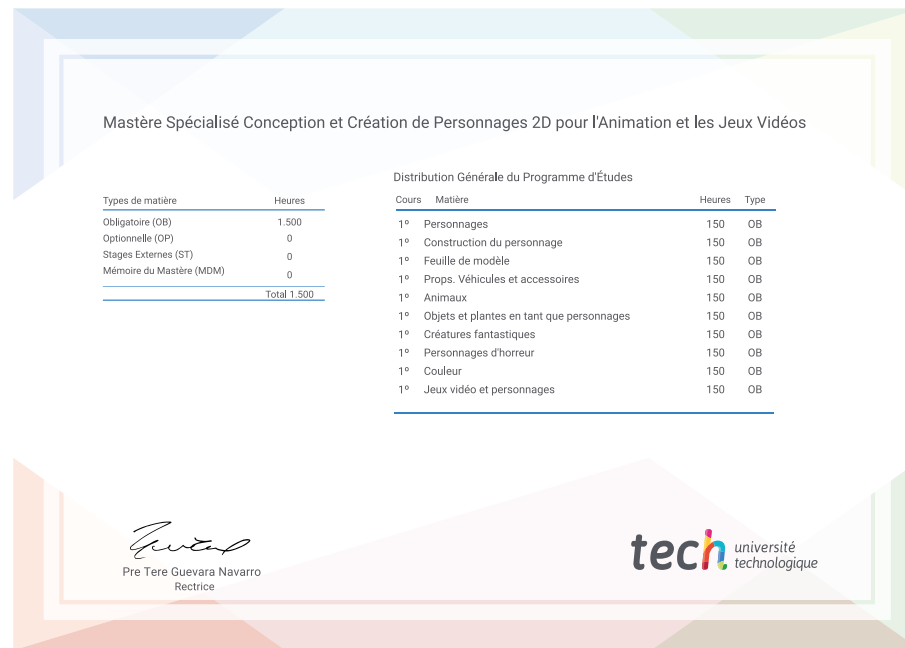 Mastère Spécialisé Conception et Création de Personnages 2D pour l'Animation et les Jeux Vidéos
Types de matière Heures
Obligatoire (OB) 1.500
Optionnelle (OP) 0
Stages Externes (ST) 0
Mémoire du Mastère (MDM) 0
Total 1.500
Distribution Générale du Programme d'Études
Cours Matière Heures Type
1º Personnages 150 OB
1º Construction du personnage 150 OB
1º Feuille de modèle 150 OB
1º Props. Véhicules et accessoires 150 OB
1º Animaux 150 OB
1º Objets et plantes en tant que personnages 150 OB
1º Créatures fantastiques 150 OB
1º Personnages d'horreur 150 OB
1º Couleur 150 OB
1º Jeux vidéo et personnages 150 OB
Pre Tere Guevara Navarro
Rectrice
tech université
technologique